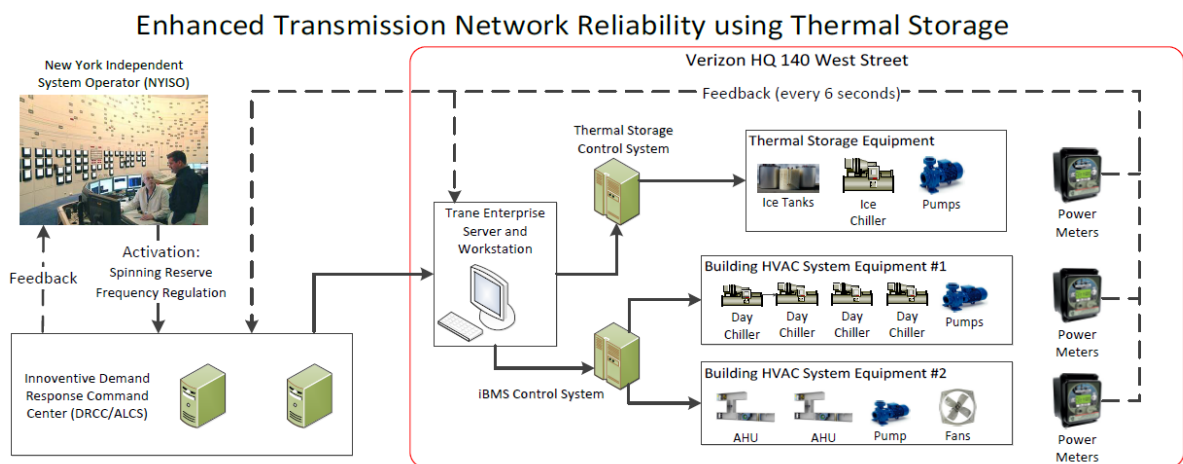 Enhanced Transmission Network Reliability using Thermal Storage
New York Independent
System Operator (NYISO)
Verizon HQ 140 West Street
Feedback (every 6 seconds)
Thermal Storage
Control System
Thermal Storage Equipment
Ice Tanks
Ice
Chiller
Pumps
Power
Meters
Trane Enterprise
Server and
Workstation
Activation:
Spinning Reserve
Frequency Regulation
Feedback
Building HVAC System Equipment #1
Day
Chiller
Day
Chiller
Day
Chiller
Day
Chiller
Pumps
Power
Meters
Innoventive Demand
Response Command
Center (DRCC/ALCS)
iBMS Control System
Building HVAC System Equipment #2
AHU
AHU
Pump
Fans
Power
Meters